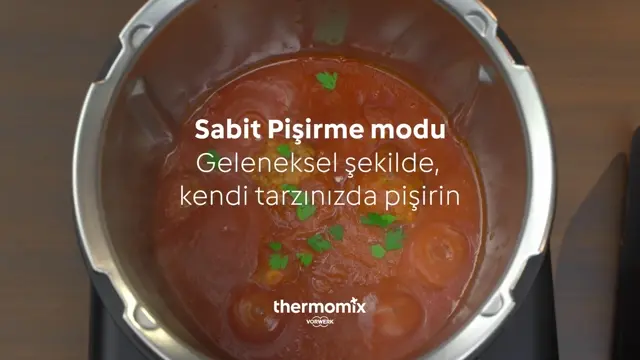 Sabit Pişirme modu
Geleneksel şekilde,
kendi tarzınızda pişirin
thermomix
VORWERK